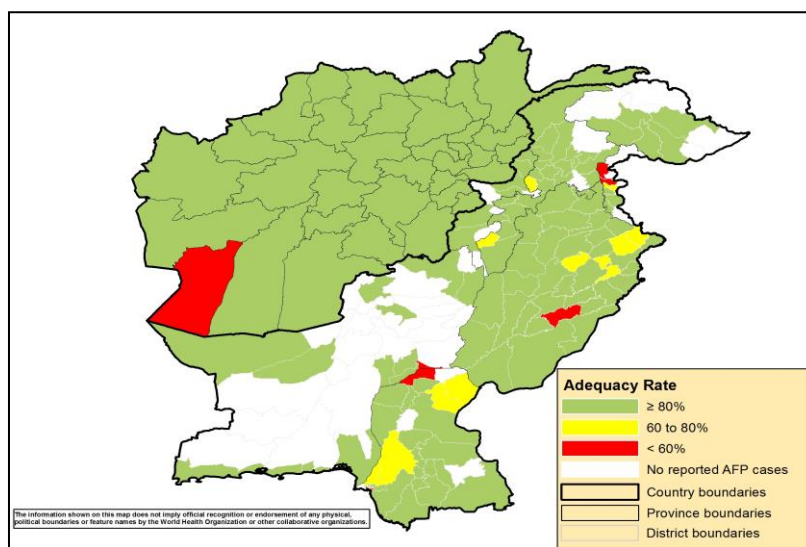 Adequacy Rate
≥ 80%
60 to 80%
< 60%
No reported AFP cases
Country boundaries
Province boundaries
District boundaries
The information shown on this map does not imply official recognition or endorsement of any physical,
political boundaries or feature names by the World Health Organization or other collaborative organizations.